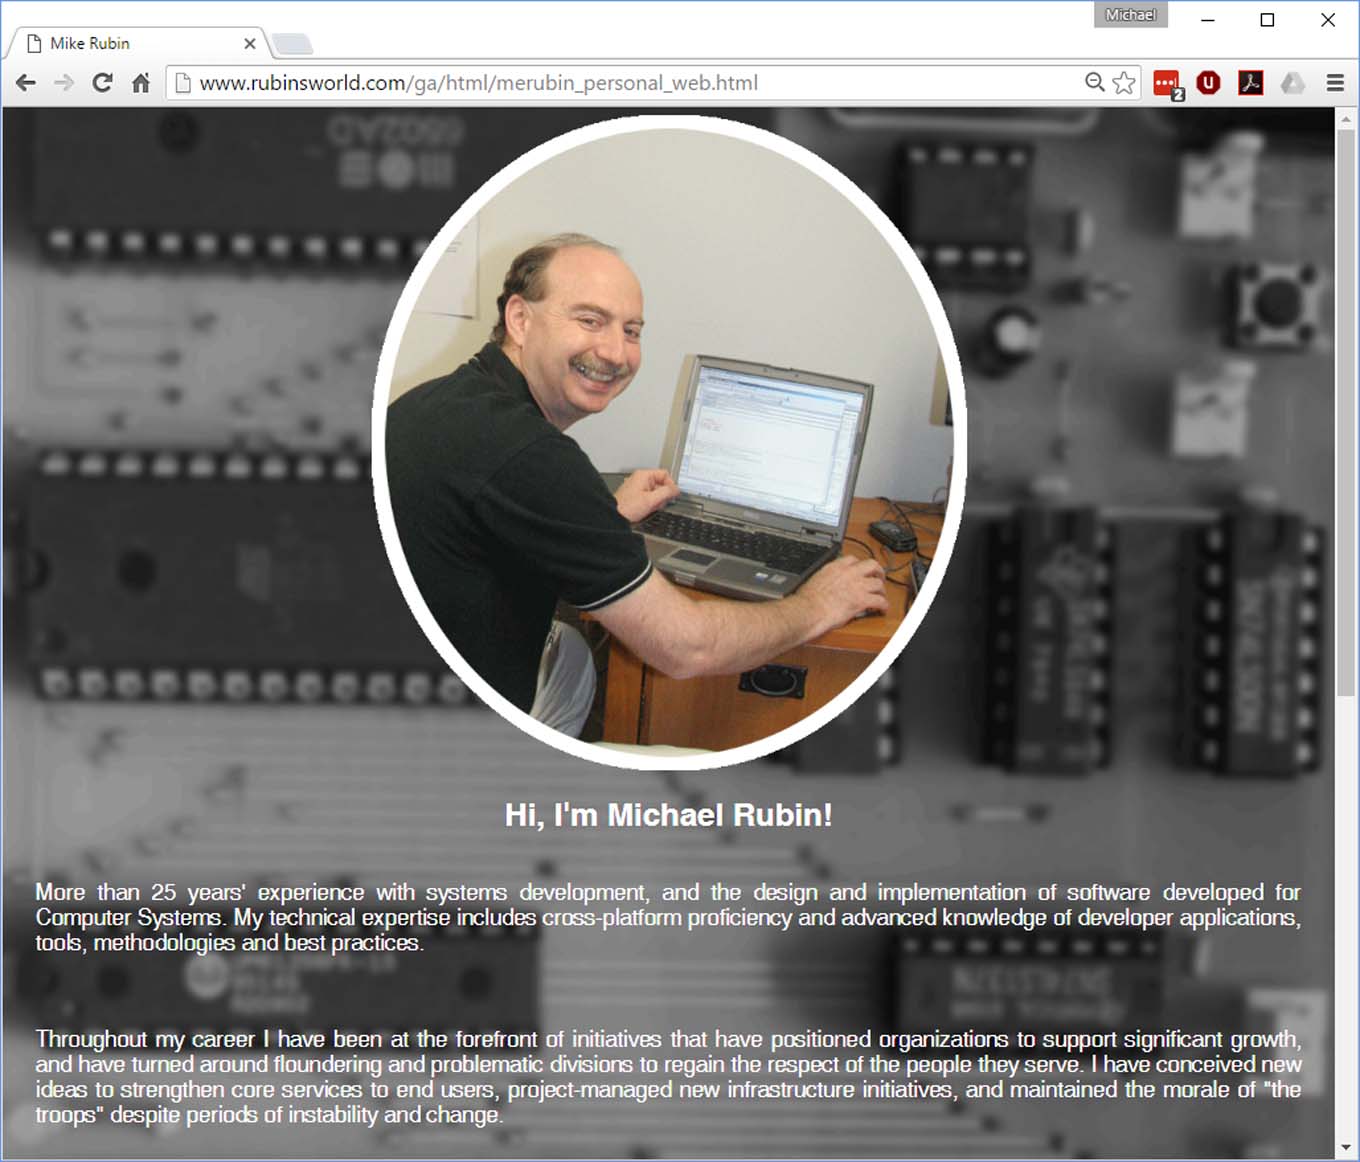 Michael
Mike Rubin
www.rubinsworld.com/ga/html/merubin_personal_web.html
2
Hi, I'm Michael Rubin!
More than 25 years' experience with systems development, and the design and implementation of software developed for
Computer Systems. My technical expertise includes cross-platform proficiency and advanced knowledge of developer applications,
tools, methodologies and best practices.
Throughout my career I have been at the forefront of initiatives that have positioned organizations to support significant growth,
and have turned around floundering and problematic divisions to regain the respect of the people they serve. I have conceived new
ideas to strengthen core services to end users, project-managed new infrastructure initiatives, and maintained the morale of "the
troops" despite periods of instability and change.